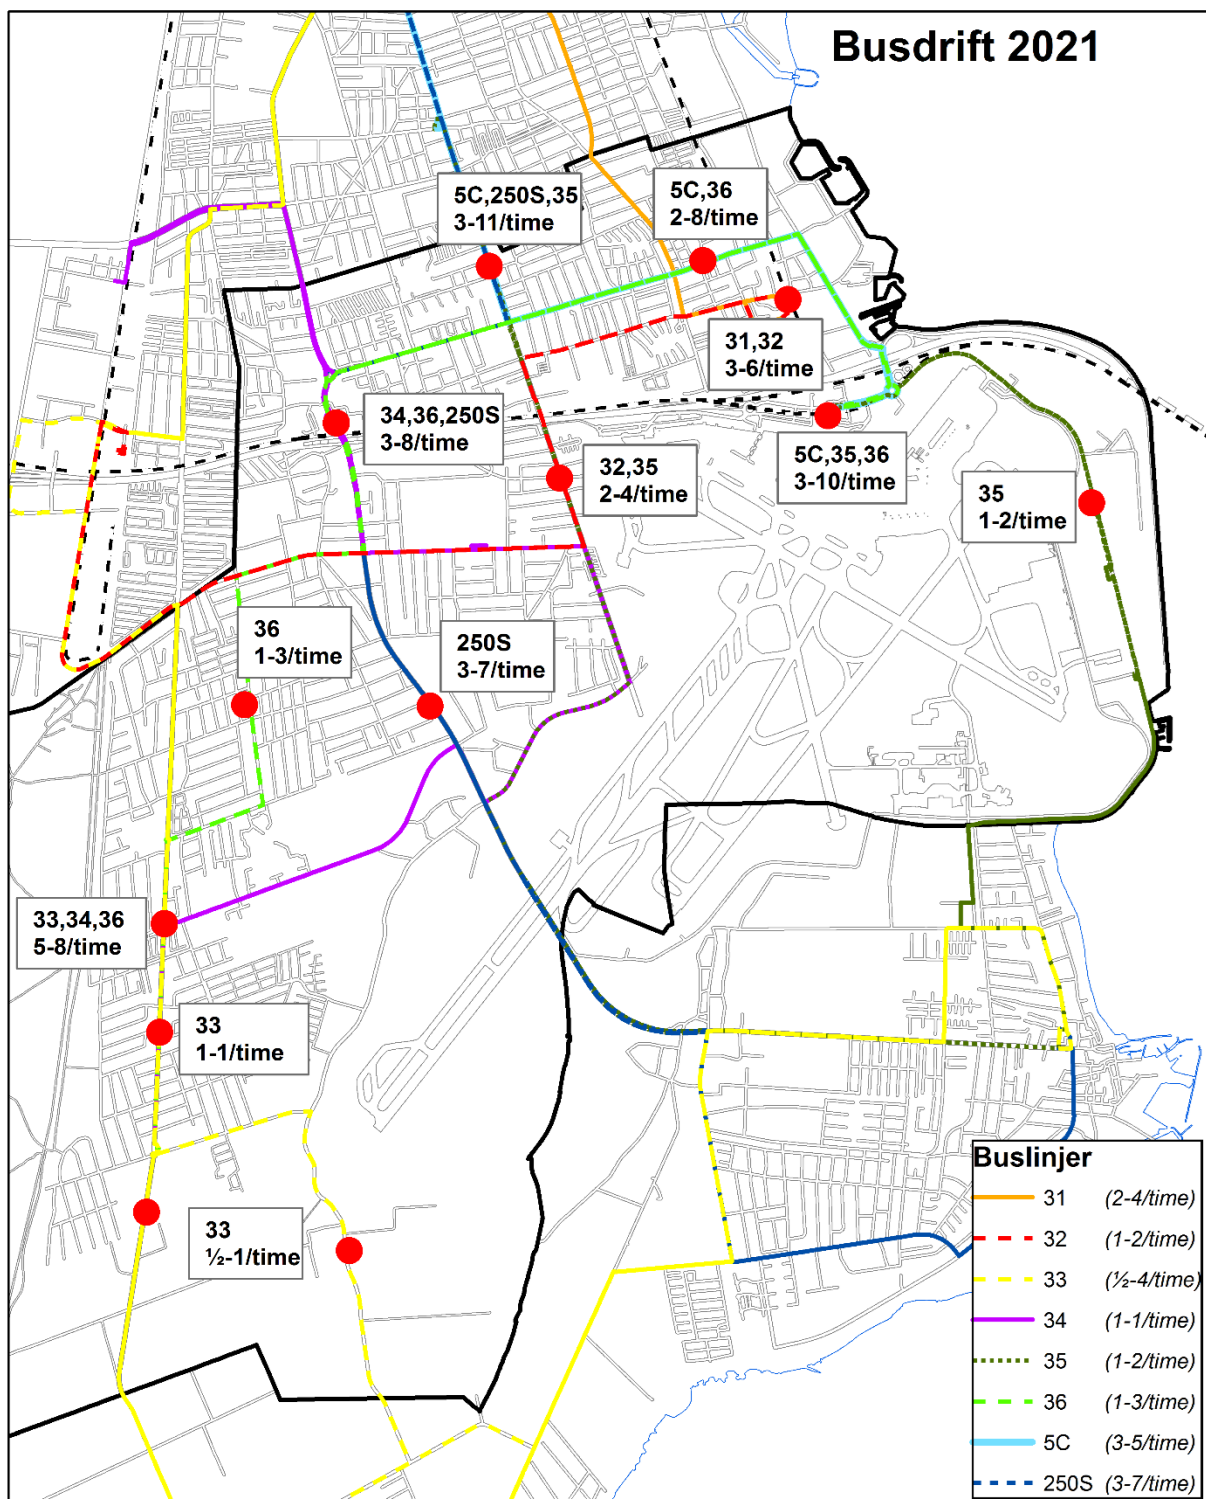 Busdrift 2021
5C,250S,35
3-11/time
5C,36
2-8/time
31,32
3-6/time
34,36,250S
3-8/time
32,35
2-4/time
5C,35,36
3-10/time
35
1-2/time
36
1-3/time
250S
3-7/time
33,34,36
5-8/time
33
1-1/time
33
½-1/time
Buslinjer
31 (2-4/time)
32 (1-2/time)
33 (½-4/time)
34 (1-1/time)
35 (1-2/time)
36 (1-3/time)
5C (3-5/time)
250S (3-7/time)